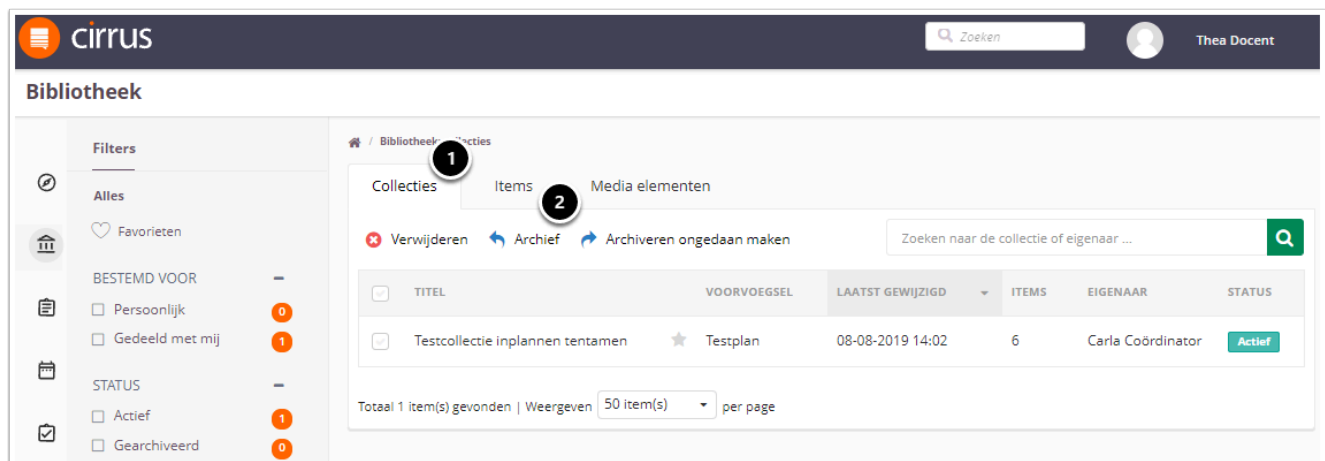 cirrus
Zoeken
Thea Docent
Bibliotheek
Filters
Alles
Favorieten
BESTEMD VOOR
Persoonlijk 0
Gedeeld met mij 1
STATUS
Actief 1
Gearchiveerd 0
/ Bibliotheek
1
Collecties Items Media elementen
2
Verwijderen Archief Archiveren ongedaan maken
Zoeken naar de collectie of eigenaar ...
TITEL VOORVOEGSEL LAATST GEWIJZIGD ITEMS EIGENAAR STATUS
Testcollectie inplannen tentamen Testplan 08-08-2019 14:02 6 Carla Coördinator Actief
Totaal 1 item(s) gevonden | Weergeven 50 item(s) per page